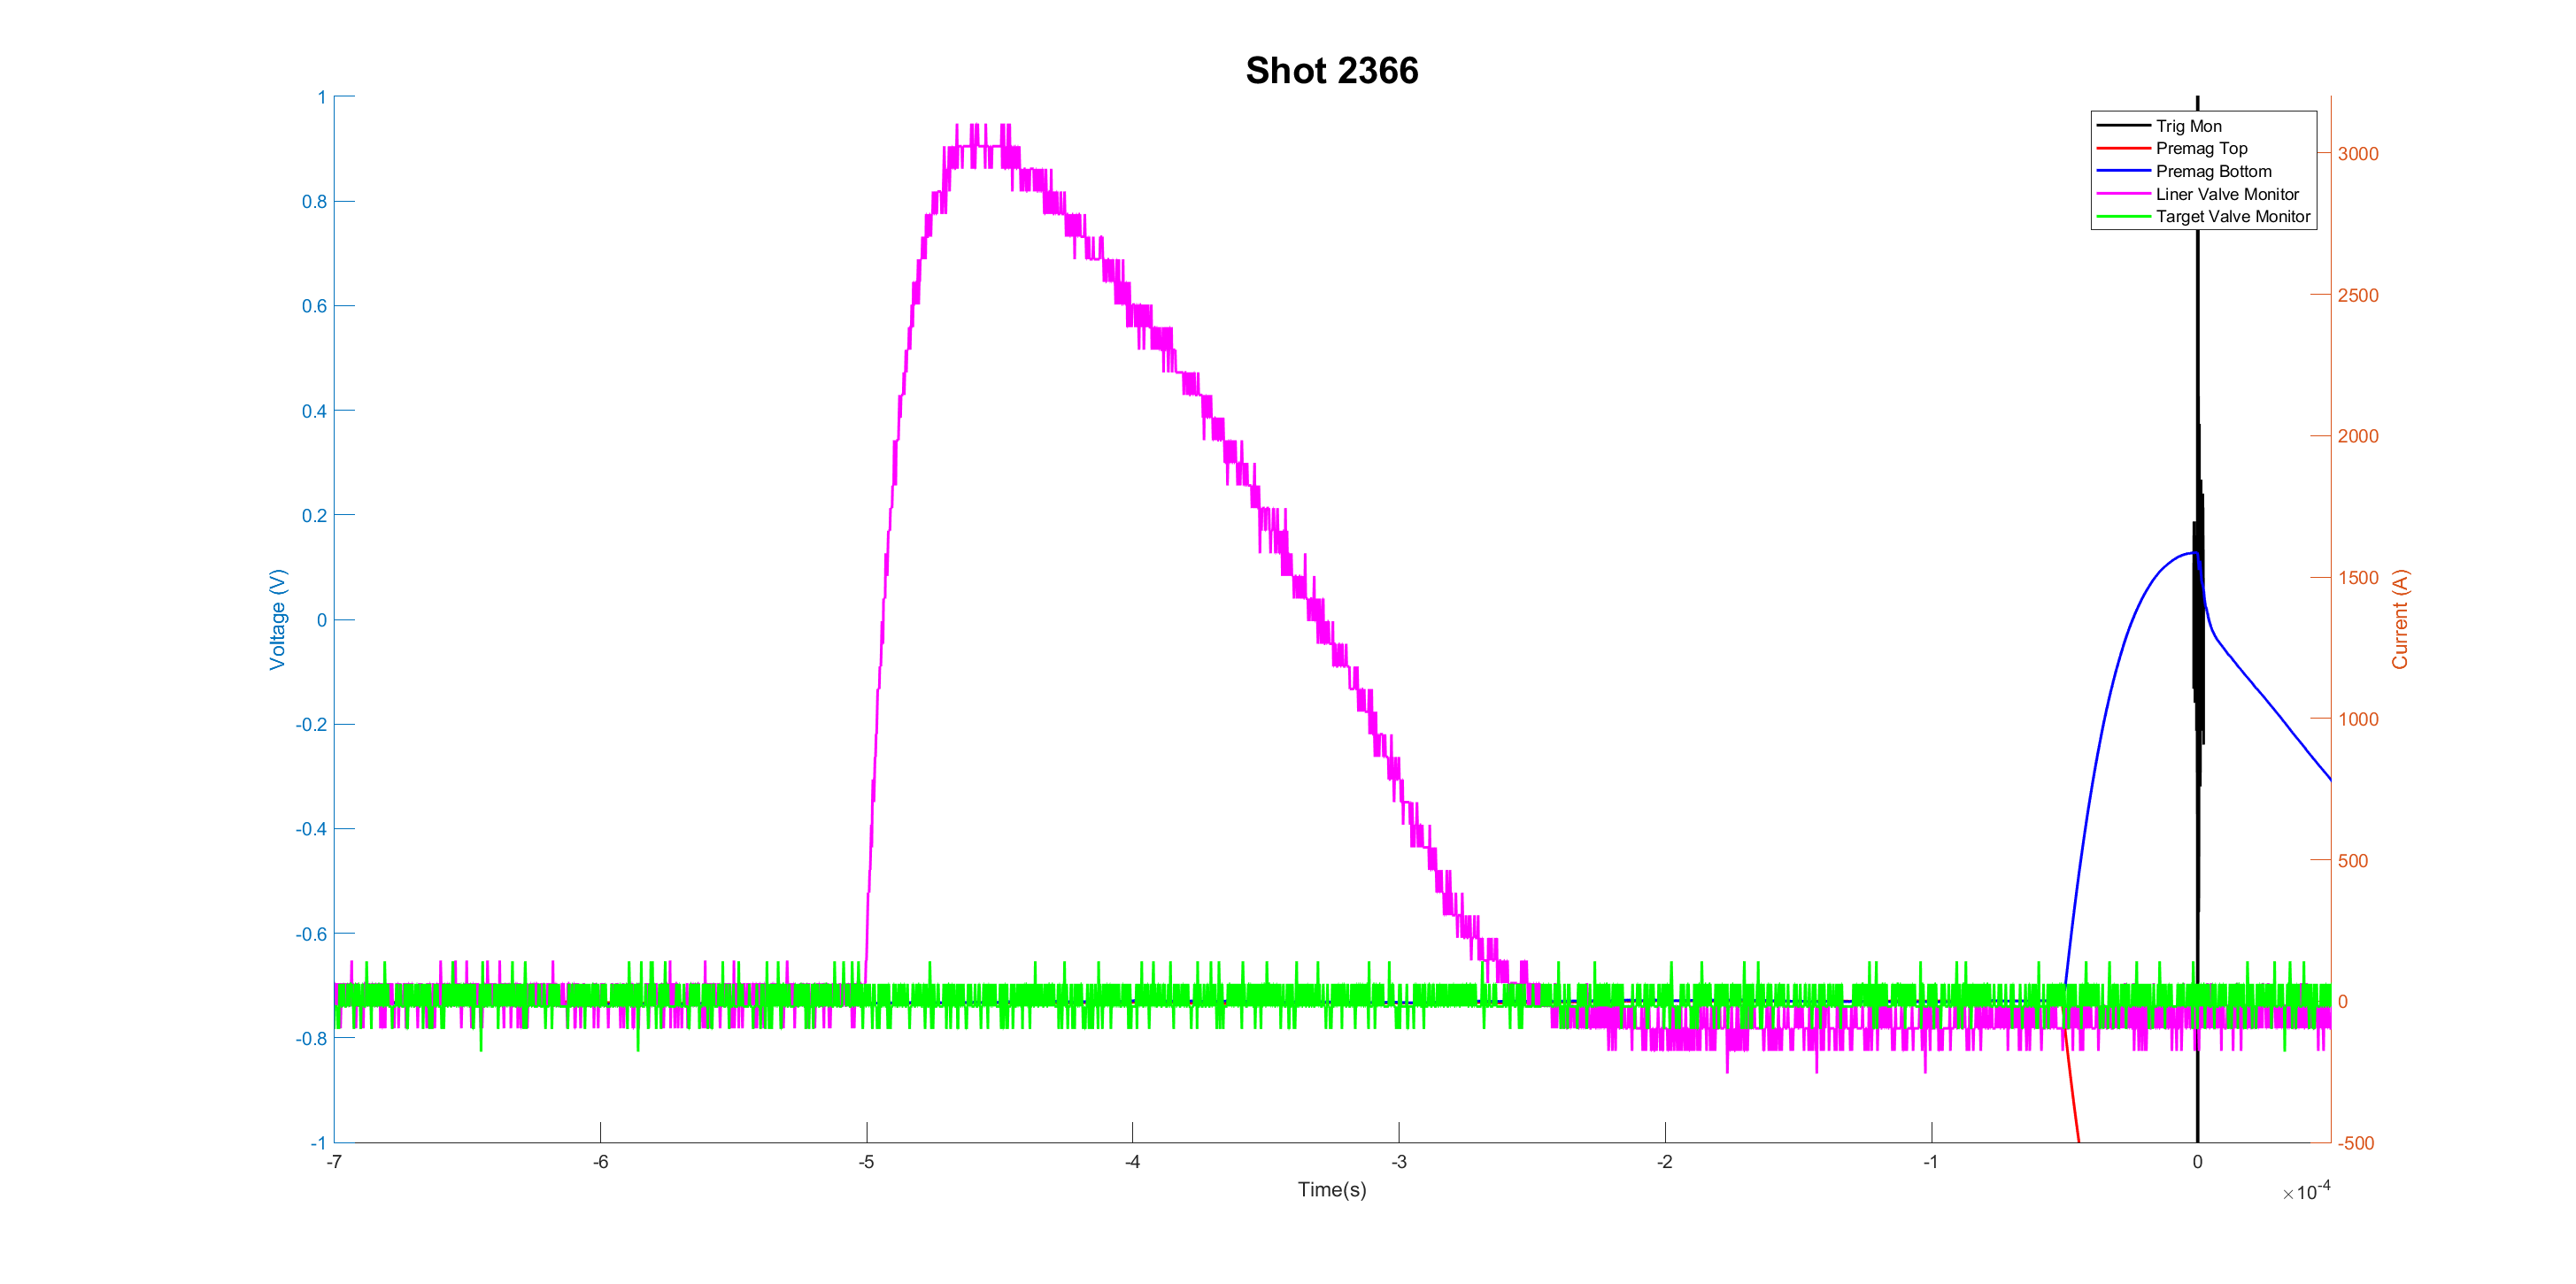 Shot 2366
1
0.8
0.6
0.4
0.2
0
-0.2
-0.4
-0.6
-0.8
-1
Voltage (V)
Trig Mon
Premag Top
Premag Bottom
Liner Valve Monitor
Target Valve Monitor
3000
2500
2000
1500
1000
500
0
-500
Current (A)
-7 -6 -5 -4 -3 -2 -1 0
Time(s)
×10-4